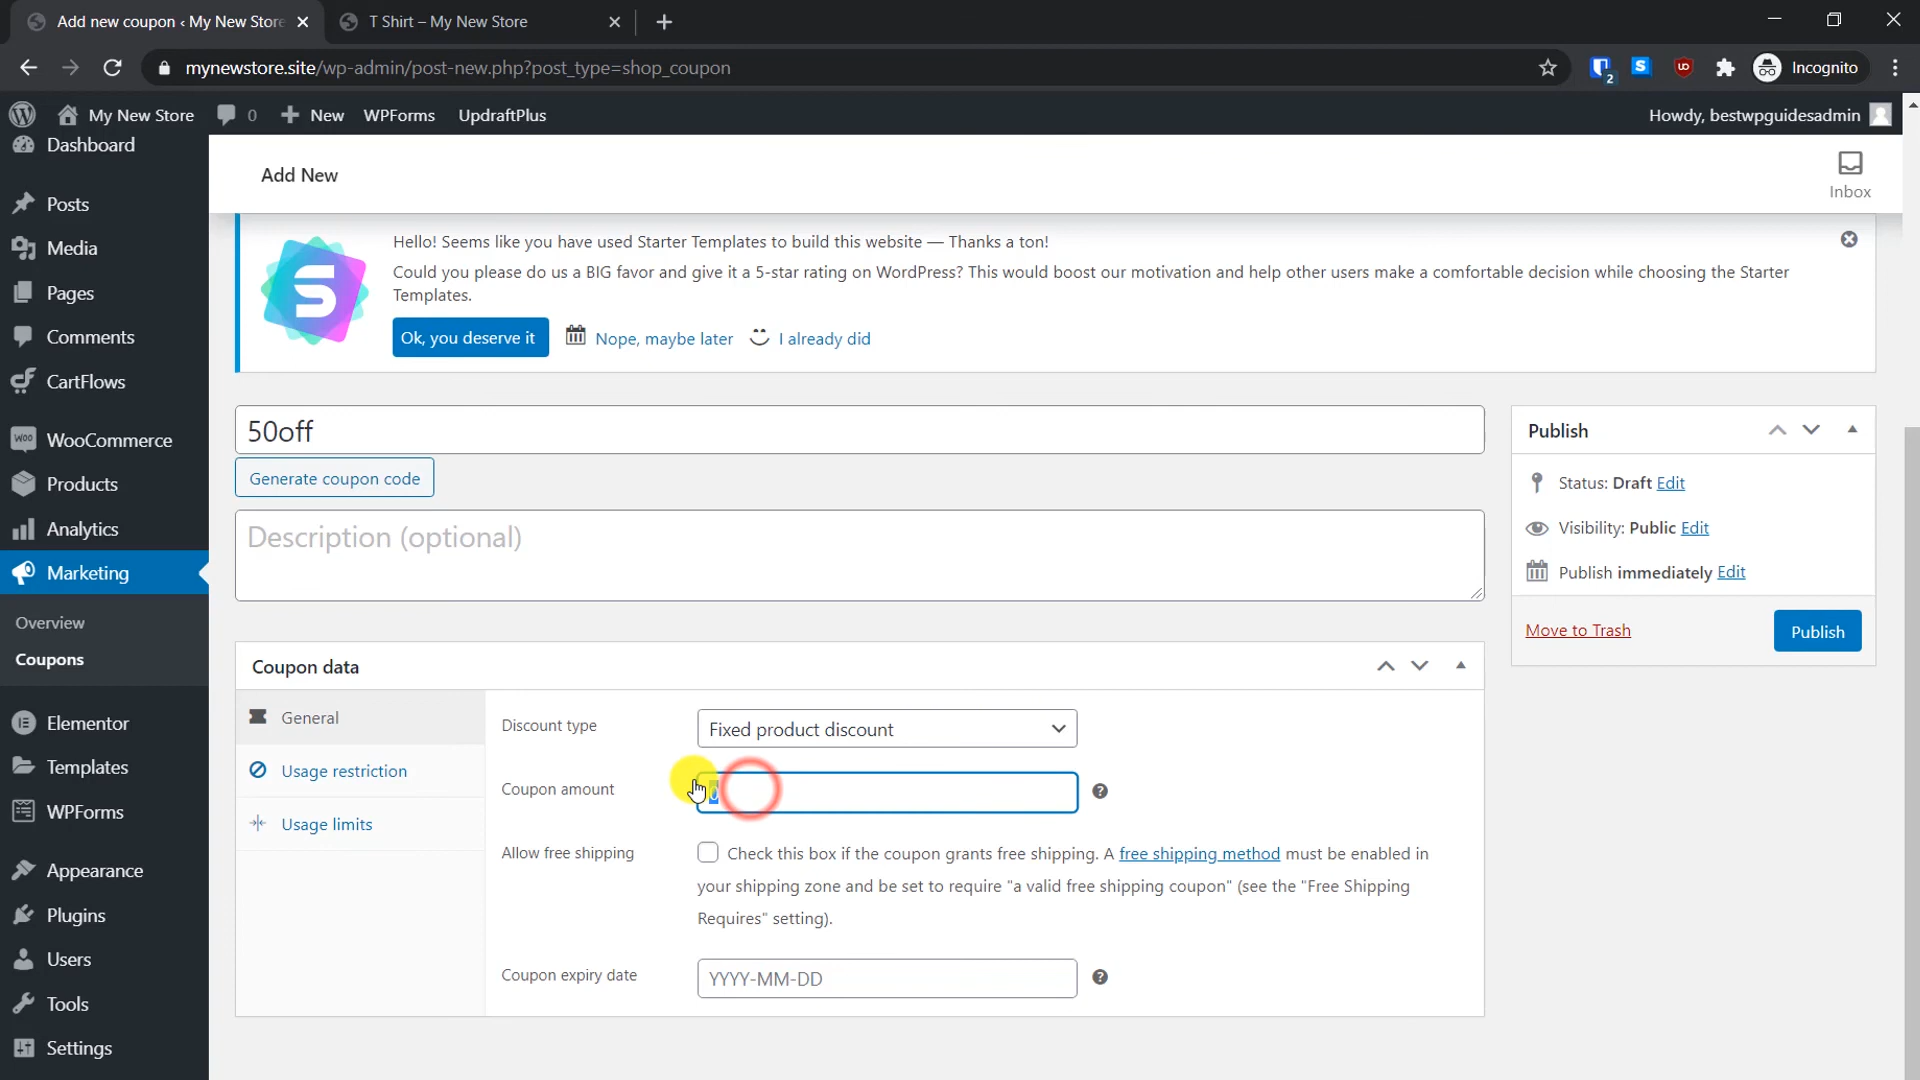 Add new coupon ‹ My New Store
T Shirt – My New Store
mynewstore.site/wp-admin/post-new.php?post_type=shop_coupon
S
2
Incognito
My New Store
0
New
WPForms
UpdraftPlus
Howdy, bestwpguidesadmin
Dashboard
Posts
Media
Pages
Comments
CartFlows
WooCommerce
Products
Analytics
Marketing
Overview
Coupons
Elementor
Templates
WPForms
Appearance
Plugins
Users
Tools
Settings
Add New
Inbox
Hello! Seems like you have used Starter Templates to build this website — Thanks a ton!
Could you please do us a BIG favor and give it a 5-star rating on WordPress? This would boost our motivation and help other users make a comfortable decision while choosing the Starter
Templates.
Ok, you deserve it
Nope, maybe later
I already did
50off
Generate coupon code
Description (optional)
Publish
Status: Draft Edit
Visibility: Public Edit
Publish immediately Edit
Move to Trash
Publish
Coupon data
General
Usage restriction
Usage limits
Discount type
Fixed product discount
Coupon amount
0
Allow free shipping
Check this box if the coupon grants free shipping. A free shipping method must be enabled in
your shipping zone and be set to require "a valid free shipping coupon" (see the "Free Shipping
Requires" setting).
Coupon expiry date
YYYY-MM-DD